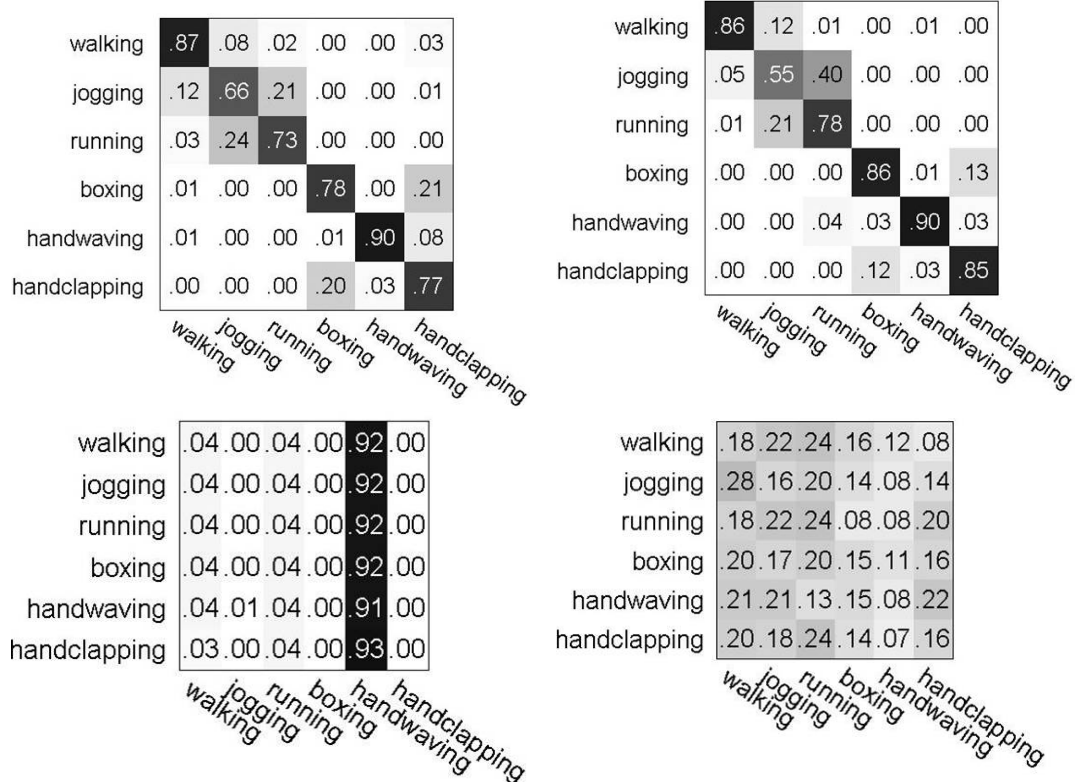 walking .87 .08 .02 .00 .00 .03
jogging .12 .66 .21 .00 .00 .01
running .03 .24 .73 .00 .00 .00
boxing .01 .00 .00 .78 .00 .21
handwaving .01 .00 .00 .01 .90 .08
handclapping .00 .00 .00 .20 .03 .77
walking jogging running boxing handwaving handclapping
walking .86 .12 .01 .00 .01 .00
jogging .05 .55 .40 .00 .00 .00
running .01 .21 .78 .00 .00 .00
boxing .00 .00 .00 .86 .01 .13
handwaving .00 .00 .04 .03 .90 .03
handclapping .00 .00 .00 .12 .03 .85
walking jogging running boxing handwaving handclapping
walking .04 .00 .04 .00 .92 .00
jogging .04 .00 .04 .00 .92 .00
running .04 .00 .04 .00 .92 .00
boxing .04 .00 .04 .00 .92 .00
handwaving .04 .01 .04 .00 .91 .00
handclapping .03 .00 .04 .00 .93 .00
walking jogging running boxing handwaving handclapping
walking .18 .22 .24 .16 .12 .08
jogging .28 .16 .20 .14 .08 .14
running .18 .22 .24 .08 .08 .20
boxing .20 .17 .20 .15 .11 .16
handwaving .21 .21 .13 .15 .08 .22
handclapping .20 .18 .24 .14 .07 .16
walking jogging running boxing handwaving handclapping